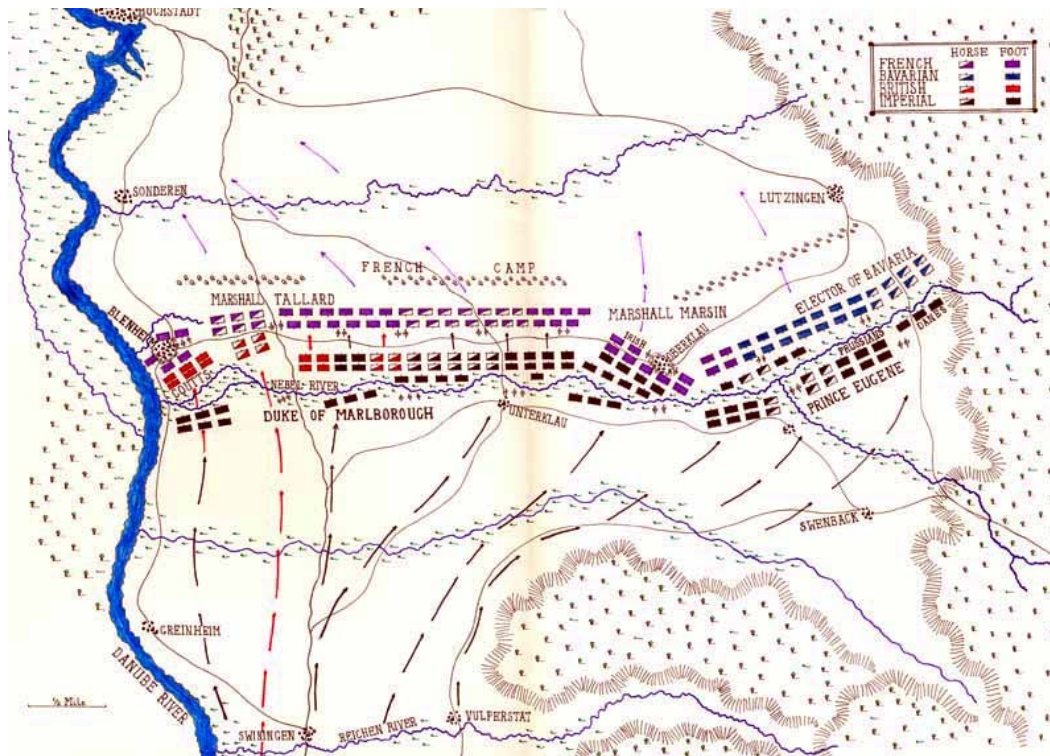 HOCHSTADT
HORSE FOOT
FRENCH
BAVARIAN
BRITISH
IMPERIAL
SONDEREN
LUTZINGEN
FRENCH CAMP
MARSHALL TALLARD
ELECTOR OF BAVARIA
MARSHALL MARSIN
BLENHEIM
IRISH
OBERKLAU
DANES
PRUSSIANS
COUTTS
NEBEL RIVER
DUKE OF MARLBOROUGH
UNTERKLAU
PRINCE EUGENE
SWENBACK
GREINHEIM
DANUBE RIVER
½ Mile
SWININGEN
REICHEN RIVER
VULPERSTAT